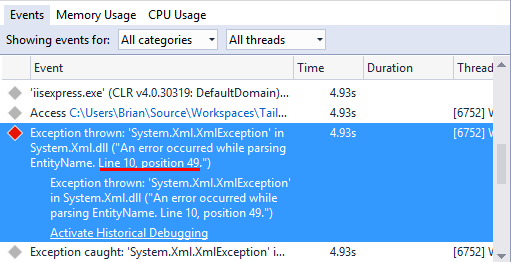 Events Memory Usage CPU Usage
Showing events for: All categories All threads
Event Time Duration Thread
'iisexpress.exe' (CLR v4.0.30319: DefaultDomain)... 4.93s [6752] W
Access C:\Users\Brian\Source\Workspaces\Tail... 4.93s [6752] W
Exception thrown: 'System.Xml.XmlException' in 4.93s [6752] W
System.Xml.dll ("An error occurred while parsing
EntityName. Line 10, position 49.")
Exception thrown: 'System.Xml.XmlException'
in System.Xml.dll ("An error occurred while
parsing EntityName. Line 10, position 49.")
Activate Historical Debugging
Exception caught: 'System.Xml.XmlException' i... 4.93s [6752] W